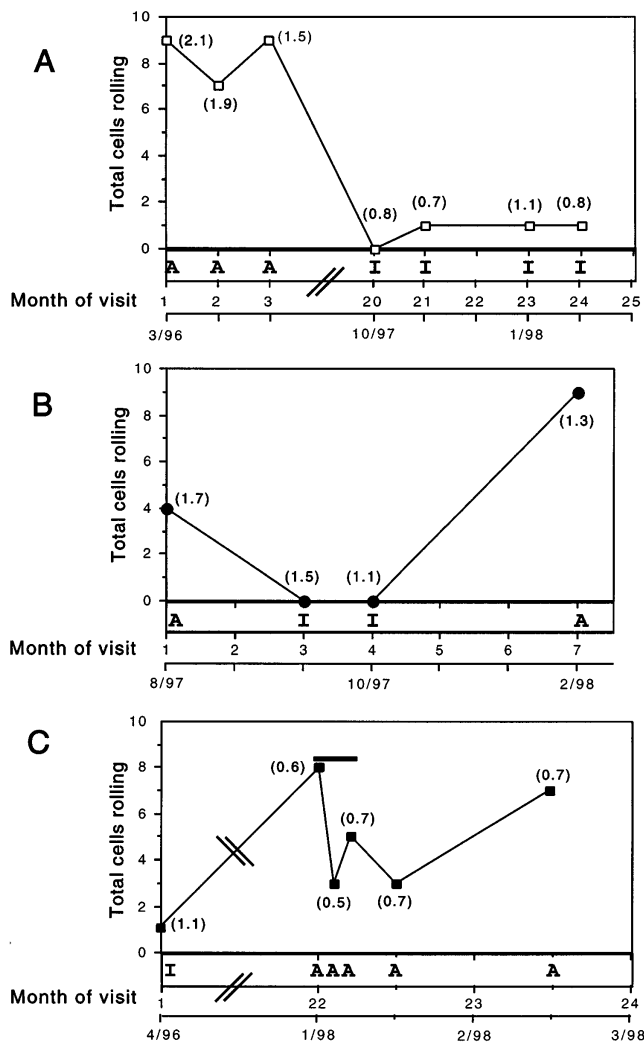 A
Total cells rolling
10
8
6
4
2
0
(2.1) (1.9) (1.5) (0.8) (0.7) (1.1) (0.8)
A A A I I I I
Month of visit 1 2 3 20 21 22 23 24 25
3/96 10/97 1/98
B
Total cells rolling
10
8
6
4
2
0
(1.7) (1.5) (1.1) (1.3)
A I I A
Month of visit 1 2 3 4 5 6 7
8/97 10/97 2/98
C
Total cells rolling
10
8
6
4
2
0
(1.1) (0.6) (0.5) (0.7) (0.7) (0.7)
I A A A A A
Month of visit 1 22 23 24
4/96 1/98 2/98 3/98